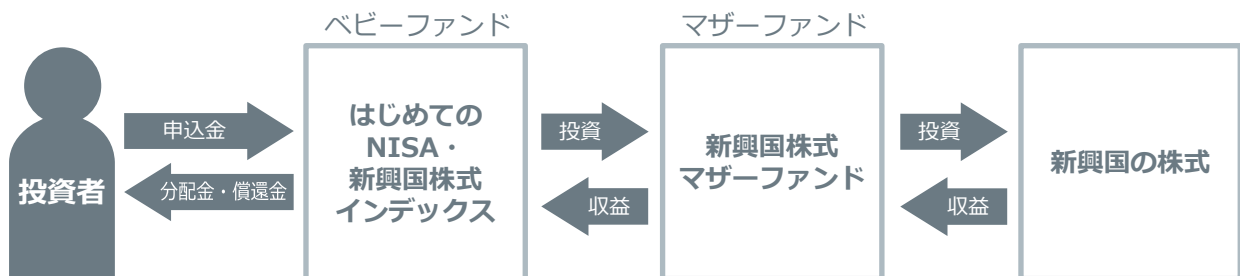 ベビーファンド
マザーファンド
投資者
申込金
分配金・償還金
はじめての
NISA・
新興国株式
インデックス
投資
収益
新興国株式
マザーファンド
投資
収益
新興国の株式